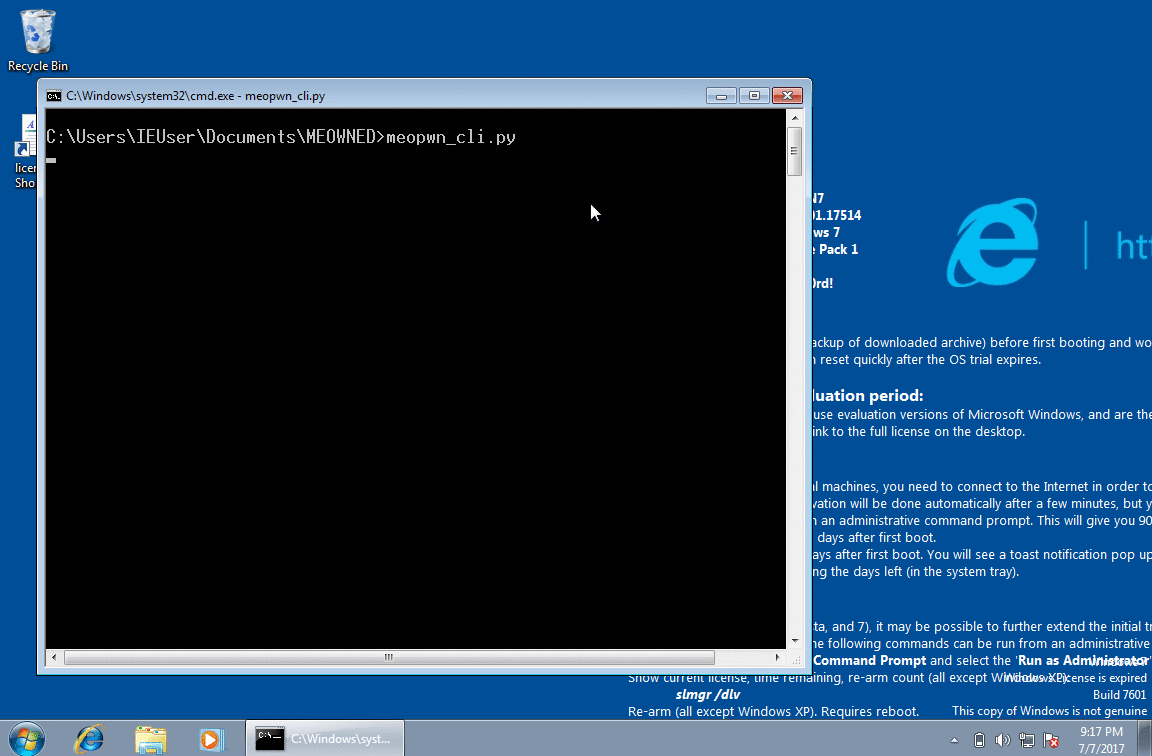 Recycle Bin
C:\Windows\system32\cmd.exe - meopwn_cli.py
C:\Users\IEUser\Documents\MEOWNED>meopwn_cli.py
licen
Sho
N7
01.17514
ws 7
e Pack 1
0rd!
| htt
ackup of downloaded archive) before first booting and wo
n reset quickly after the OS trial expires.
luation period:
use evaluation versions of Microsoft Windows, and are the
ink to the full license on the desktop.
al machines, you need to connect to the Internet in order to
vation will be done automatically after a few minutes, but y
n an administrative command prompt. This will give you 90
days after first boot.
ays after first boot. You will see a toast notification pop up
ng the days left (in the system tray).
ta, and 7), it may be possible to further extend the initial tr
he following commands can be run from an administrative
Command Prompt and select the 'Run as Administrator'
Windows 7
Show current license, time remaining, re-arm count (all except Windows XP).
Windows License is expired
slmgr /dlv
Build 7601
Re-arm (all except Windows XP). Requires reboot.
This copy of Windows is not genuine
C:\Windows\syst...
9:17 PM
7/7/2017